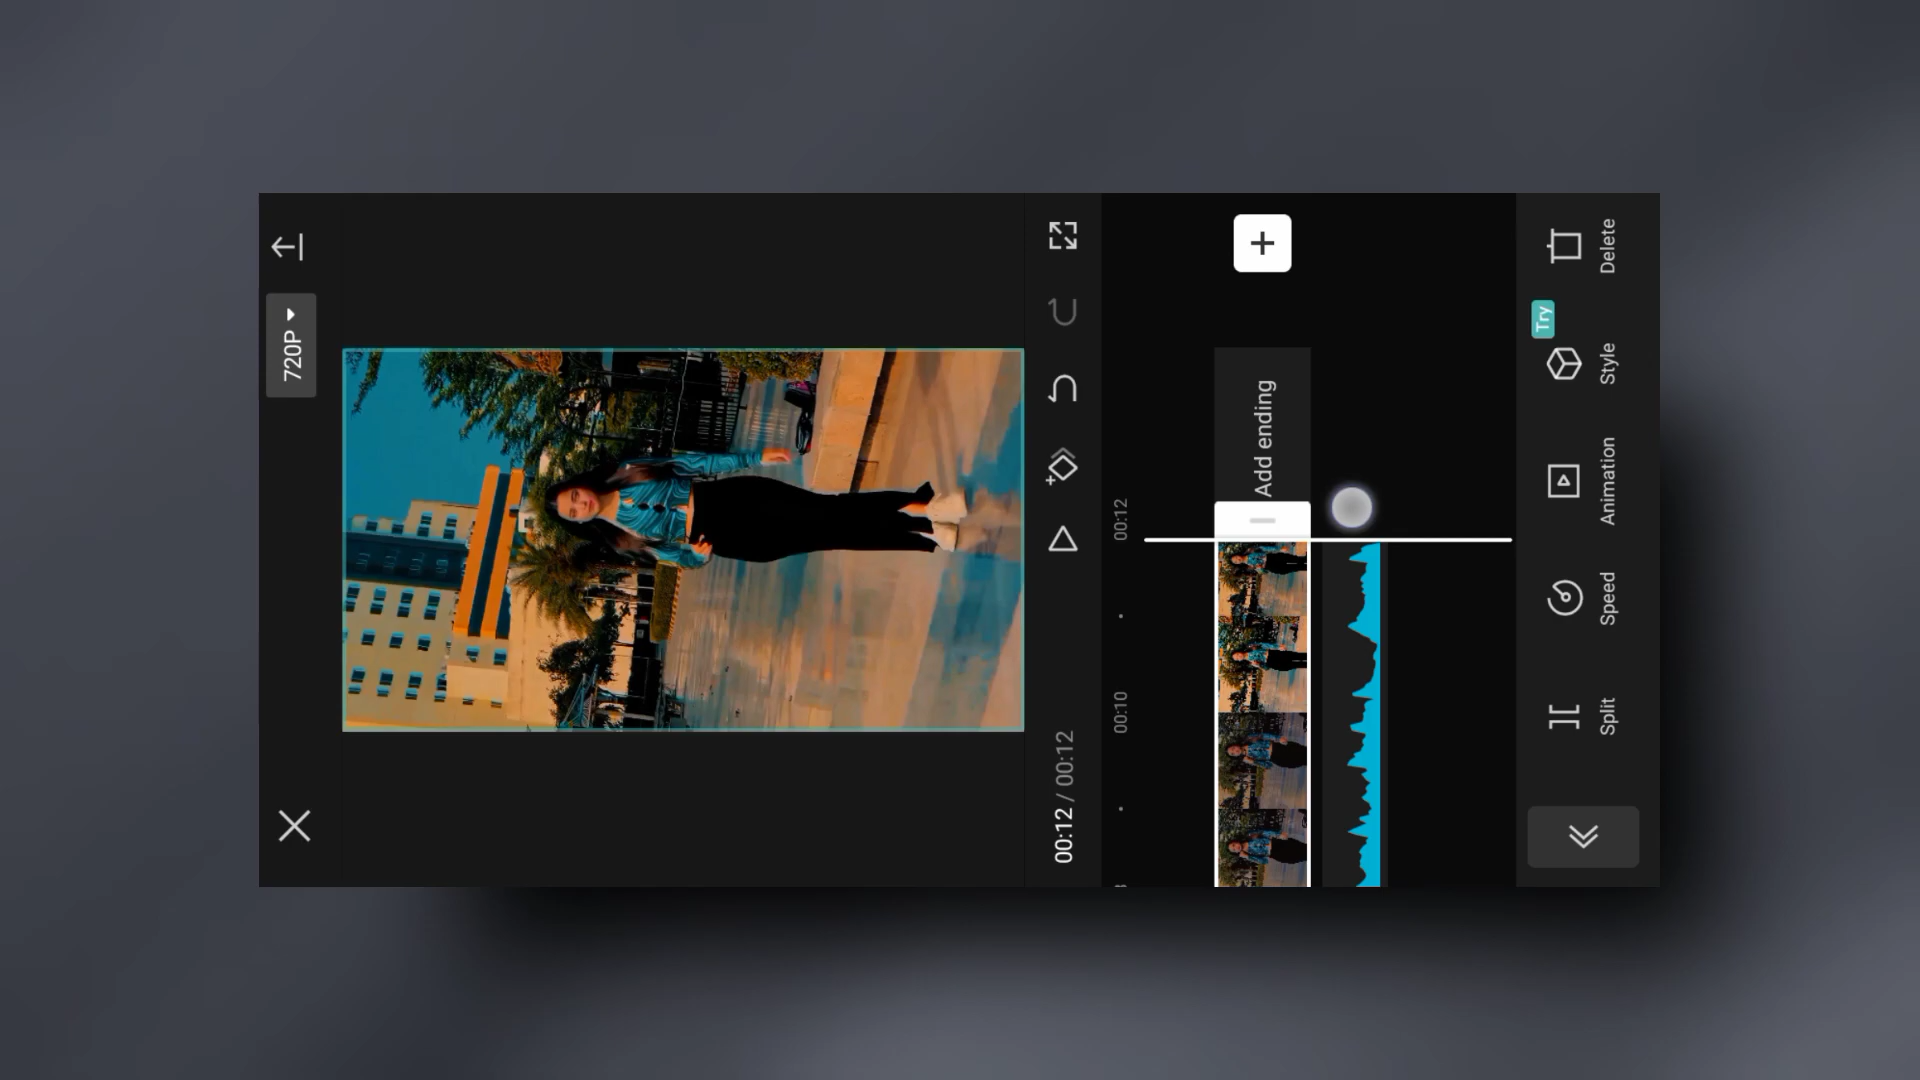 720P
00:12 / 00:12
00:10
00:12
Add ending
Split
Speed
Animation
Style
Try
Delete